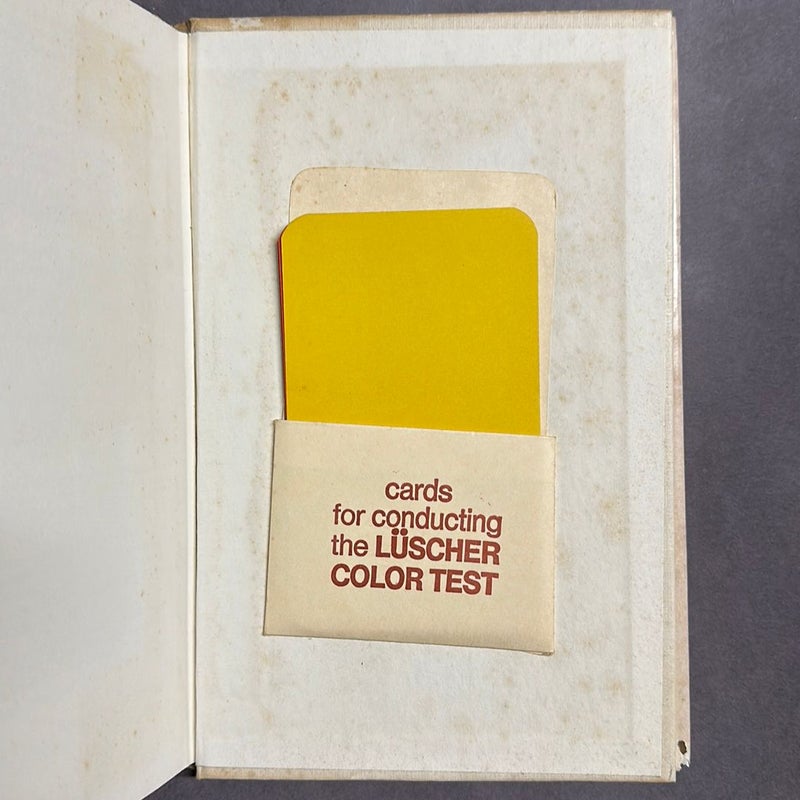 cards
for conducting
the LÜSCHER
COLOR TEST